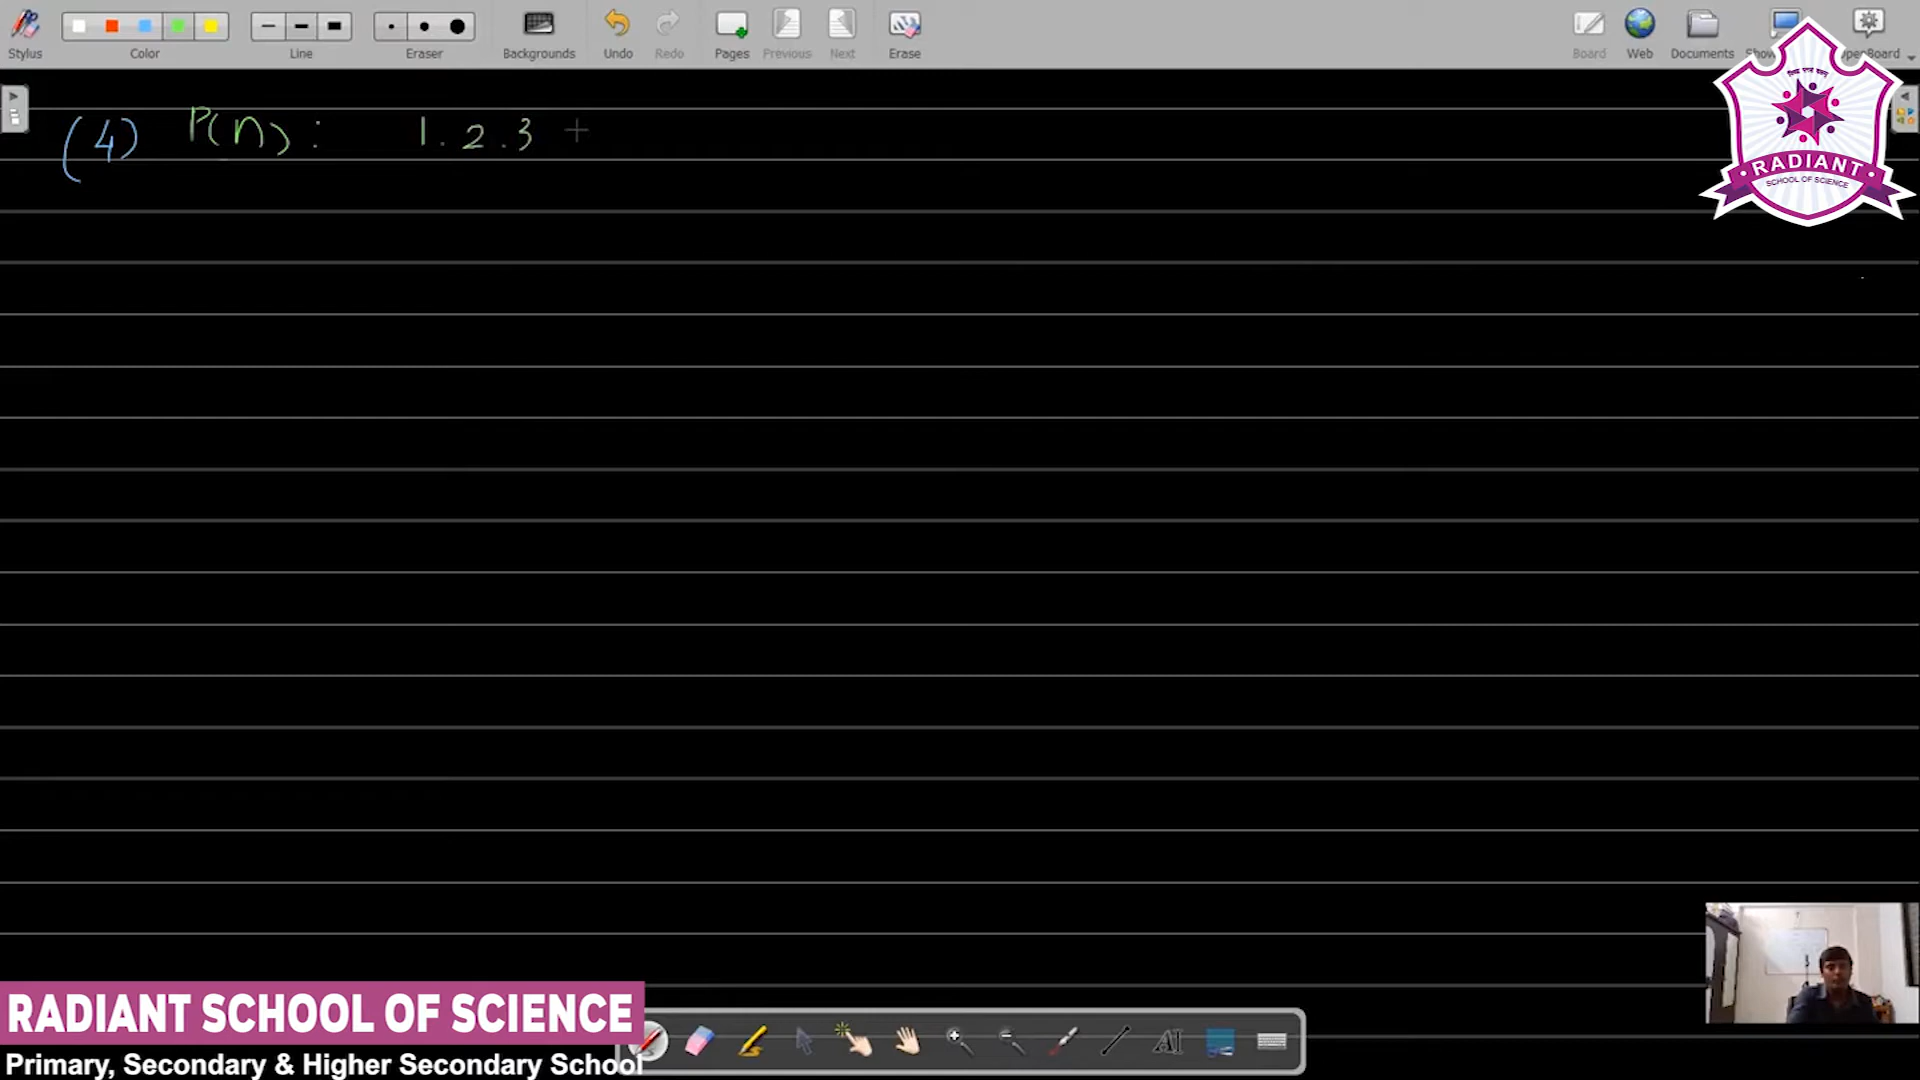 Stylus Color Line Eraser Backgrounds Undo Redo Pages Previous Next Erase Board Web Documents
(4) P(n) : 1.2.3 +
RADIANT
SCHOOL OF SCIENCE
AI
RADIANT SCHOOL OF SCIENCE
Primary, Secondary & Higher Secondary School